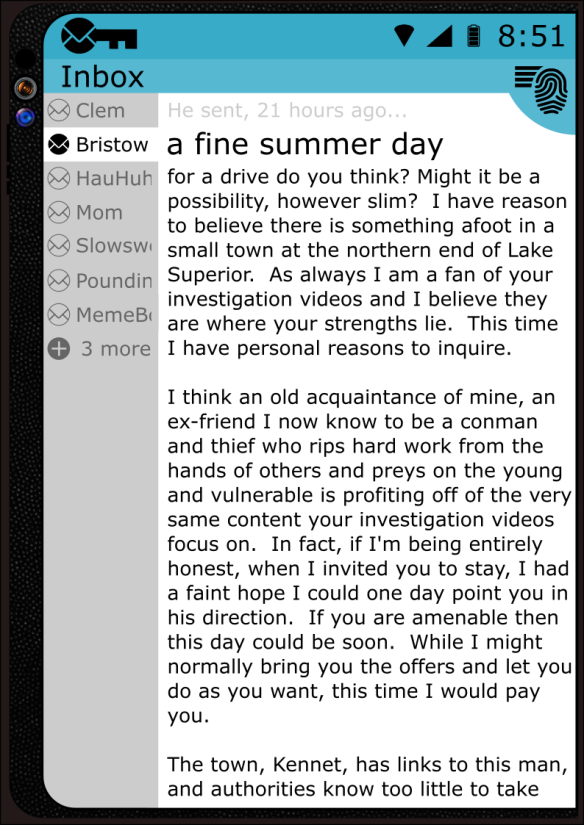 8:51
Inbox
Clem
Bristow
HauHuh
Mom
Slowsw
Poundin
MemeB
3 more
He sent, 21 hours ago...
a fine summer day
for a drive do you think? Might it be a
possibility, however slim?  I have reason
to believe there is something afoot in a
small town at the northern end of Lake
Superior.  As always I am a fan of your
investigation videos and I believe they
are where your strengths lie.  This time
I have personal reasons to inquire.
I think an old acquaintance of mine, an
ex-friend I now know to be a conman
and thief who rips hard work from the
hands of others and preys on the young
and vulnerable is profiting off of the very
same content your investigation videos
focus on.  In fact, if I'm being entirely
honest, when I invited you to stay, I had
a faint hope I could one day point you in
his direction.  If you are amenable then
this day could be soon.  While I might
normally bring you the offers and let you
do as you want, this time I would pay
you.
The town, Kennet, has links to this man,
and authorities know too little to take